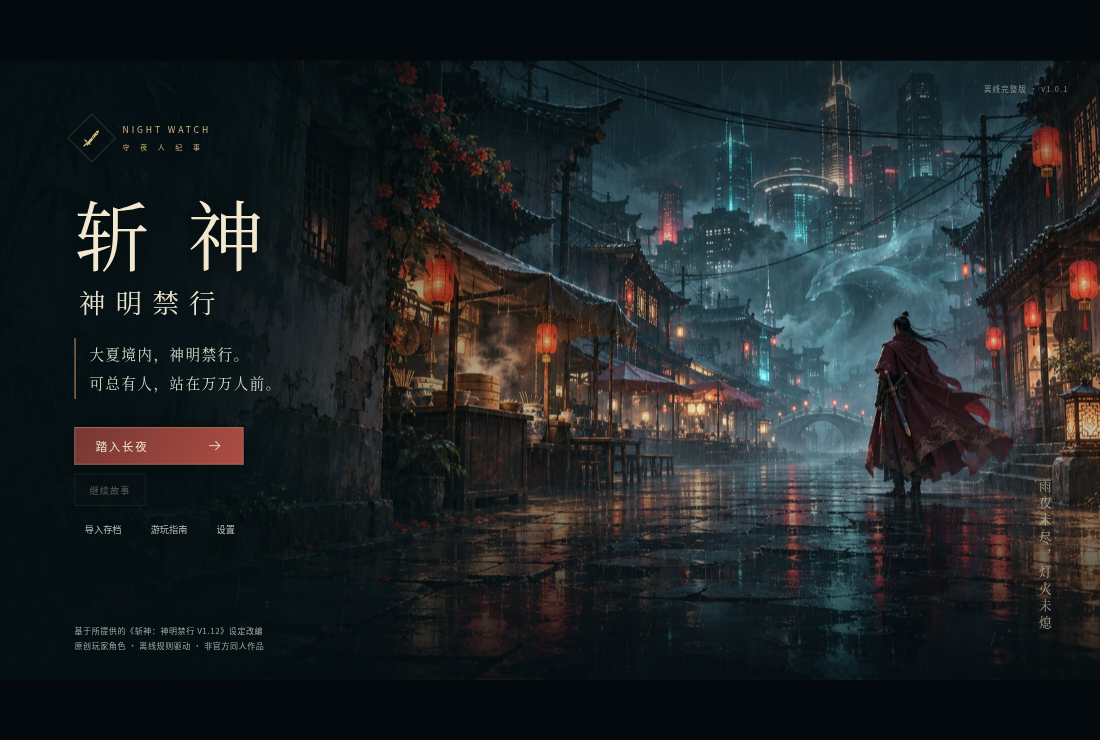 NIGHT WATCH
守夜人纪事
离线完整版 · v1.0.1
斩神
神明禁行
大夏境内，神明禁行。
可总有人，站在万万人前。
踏入长夜 →
继续故事
导入存档 游玩指南 设置
雨夜未尽 · 灯火未熄
基于所提供的《斩神：神明禁行 V1.12》设定改编
原创玩家角色 · 离线规则驱动 · 非官方同人作品